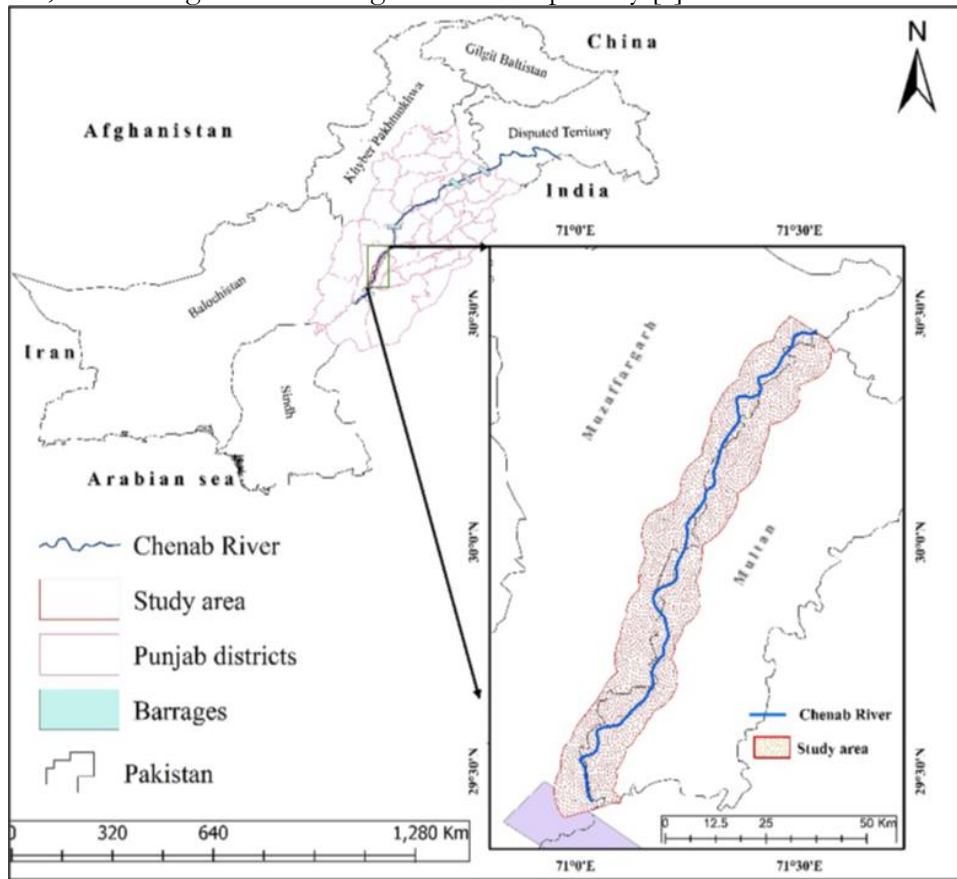 China
N
Gilgit Baltistan
Afghanistan
Khyber Pakhtunkhwa
Disputed Territory
India
71°0'E
71°30'E
Balochistan
30°30'N
30°30'N
Iran
Muzaffargarh
Sindh
Arabian sea
Chenab River
30°0'0"N
30°0'0"N
Multan
Study area
Punjab districts
Barrages
Chenab River
Study area
Pakistan
29°30'N
29°30'N
0 320 640 1,280 Km
0 12.5 25 50 Km
71°0'E
71°30'E